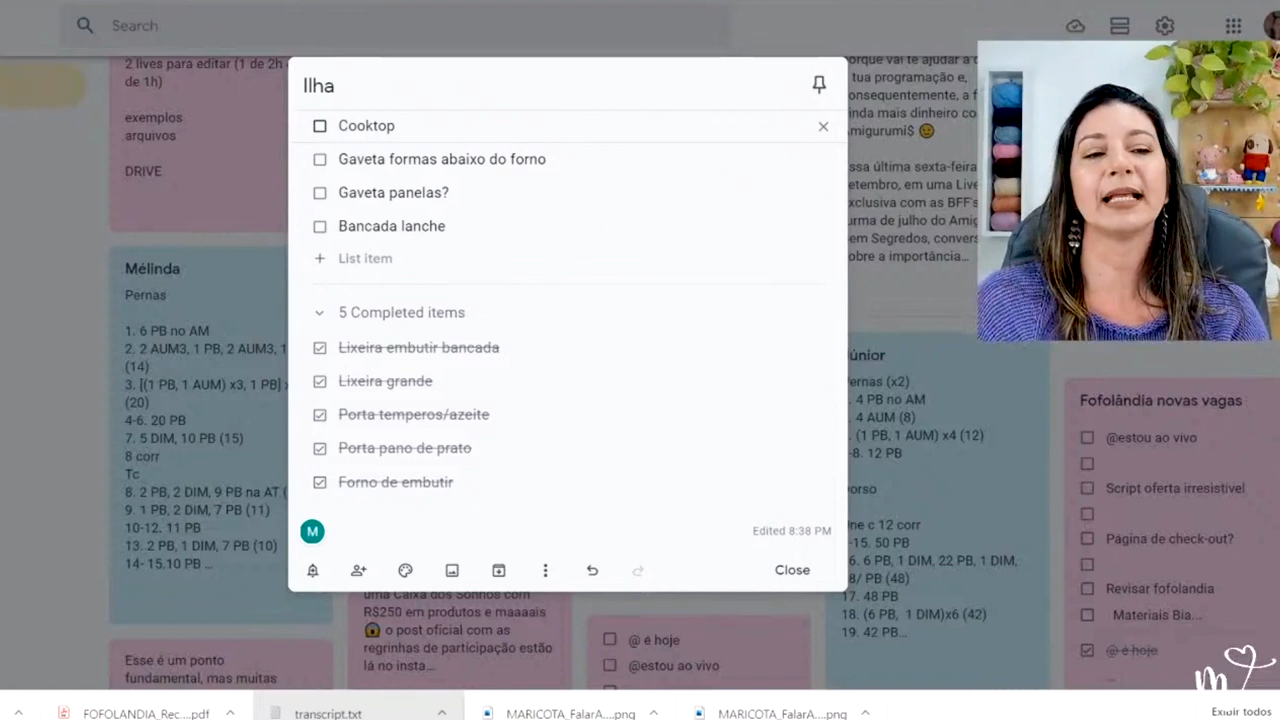 Search
2 lives para editar (1 de 2h
de 1h)
exemplos
arquivos
DRIVE
Mélinda
Pernas
1. 6 PB no AM
2. 2 AUM3, 1 PB, 2 AUM3, 1
(14)
3. [(1 PB, 1 AUM) x3, 1 PB]
(20)
4-6. 20 PB
7. 5 DIM, 10 PB (15)
8 corr
Tc
8. 2 PB, 2 DIM, 9 PB na AT (
9. 1 PB, 2 DIM, 7 PB (11)
10-12. 11 PB
13. 2 PB, 1 DIM, 7 PB (10)
14- 15.10 PB ...
Esse é um ponto
fundamental, mas muitas
Ilha
Cooktop
Gaveta formas abaixo do forno
Gaveta panelas?
Bancada lanche
+ List item
5 Completed items
Lixeira embutir bancada
Lixeira grande
Porta temperos/azeite
Porta pano de prato
Forno de embutir
M
Edited 8:38 PM
Close
uma Caixa dos Sonhos com
R$250 em produtos e maaaais
😱 o post oficial com as
regrinhas de participação estão
lá no insta...
@ é hoje
@estou ao vivo
orque vai te ajudar a
tua programação e,
onsequentemente, a
inda mais dinheiro co
migurumi$ 😉
ssa última sexta-feira
etembro, em uma Live
xclusiva com as BFF's
urma de julho do Amig
em Segredos, convers
obre a importância...
únior
ernas (x2)
. 4 PB no AM
. 4 AUM (8)
. (1 PB, 1 AUM) x4 (12)
-8. 12 PB
orso
ne c 12 corr
-15. 50 PB
6. 6 PB, 1 DIM, 22 PB, 1 DIM,
8/ PB (48)
17. 48 PB
18. (6 PB, 1 DIM)x6 (42)
19. 42 PB...
Fofolândia novas vagas
@estou ao vivo
Script oferta irresistível
Página de check-out?
Revisar fofolandia
Materiais Bia...
@ é hoje
FOFOLANDIA_Rec....pdf
transcript.txt
MARICOTA_FalarA....png
MARICOTA_FalarA....png
Exibir todos